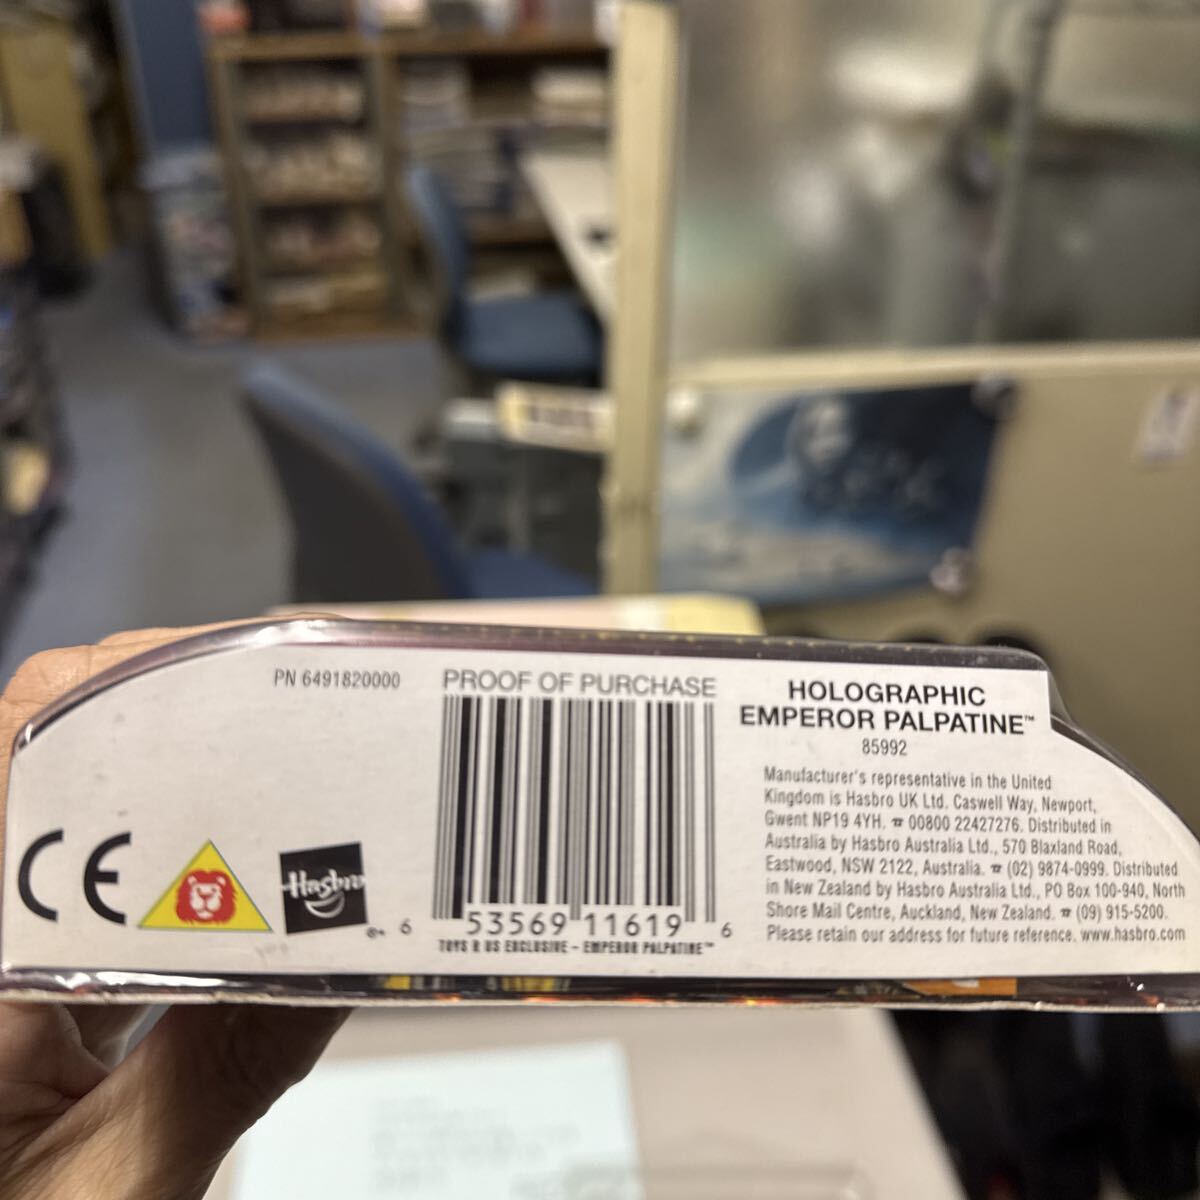 PN 6491820000
PROOF OF PURCHASE
6 53569 11619 6
TOYS R US EXCLUSIVE - EMPEROR PALPATINE™
CE
Hasbro
HOLOGRAPHIC
EMPEROR PALPATINE™
85992
Manufacturer's representative in the United
Kingdom is Hasbro UK Ltd. Caswell Way, Newport,
Gwent NP19 4YH. ☎ 00800 22427276. Distributed in
Australia by Hasbro Australia Ltd., 570 Blaxland Road,
Eastwood, NSW 2122, Australia. ☎ (02) 9874-0999. Distributed
in New Zealand by Hasbro Australia Ltd., PO Box 100-940, North
Shore Mail Centre, Auckland, New Zealand. ☎ (09) 915-5200.
Please retain our address for future reference. www.hasbro.com